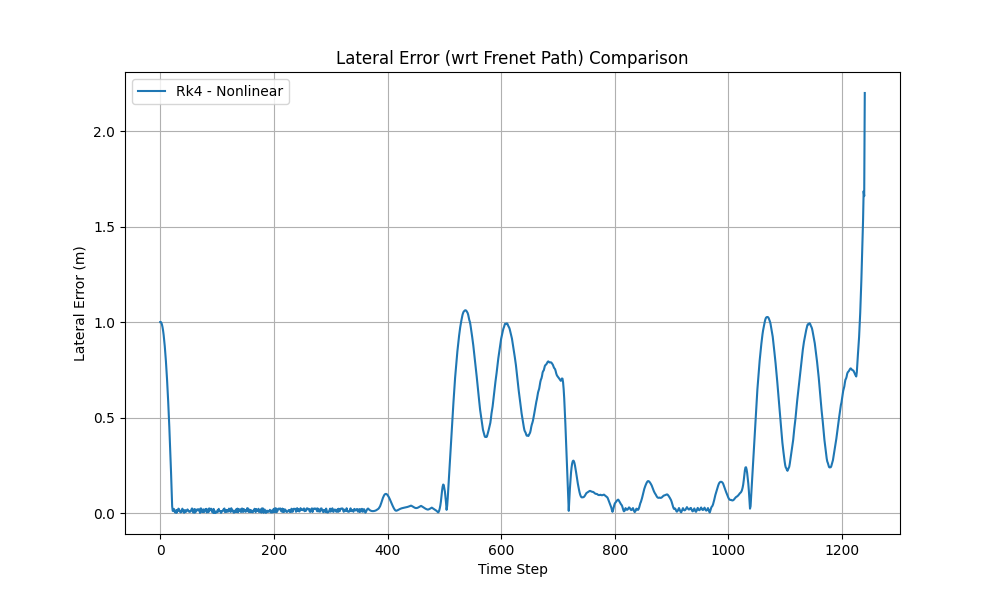 Lateral Error (wrt Frenet Path) Comparison
Rk4 - Nonlinear
2.0
1.5
1.0
0.5
0.0
Lateral Error (m)
0 200 400 600 800 1000 1200
Time Step